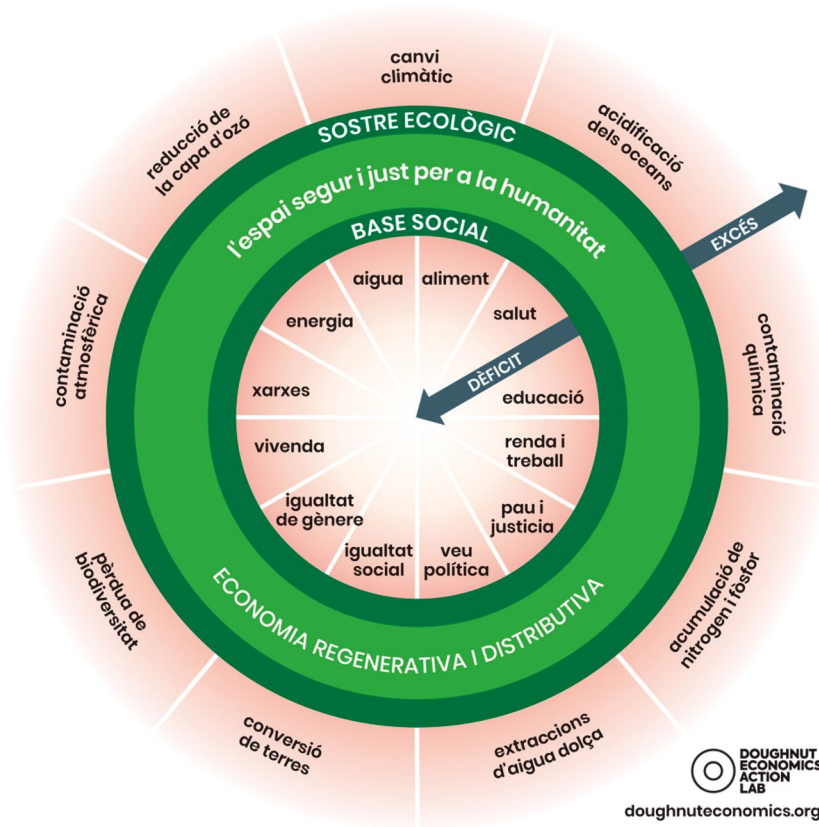 canvi
climàtic
acidificació
dels oceans
contaminació
química
acumulació de
nitrogen i fòsfor
extraccions
d'aigua dolça
conversió
de terres
pèrdua de
biodiversitat
contaminació
atmosfèrica
reducció de
la capa d'ozó
SOSTRE ECOLÒGIC
l'espai segur i just per a la humanitat
BASE SOCIAL
EXCÉS
DÈFICIT
aigua
aliment
salut
educació
renda i
treball
pau i
justicia
veu
política
igualtat
social
igualtat
de gènere
vivenda
xarxes
energia
ECONOMIA REGENERATIVA I DISTRIBUTIVA
DOUGHNUT
ECONOMICS
ACTION
LAB
doughnuteconomics.org